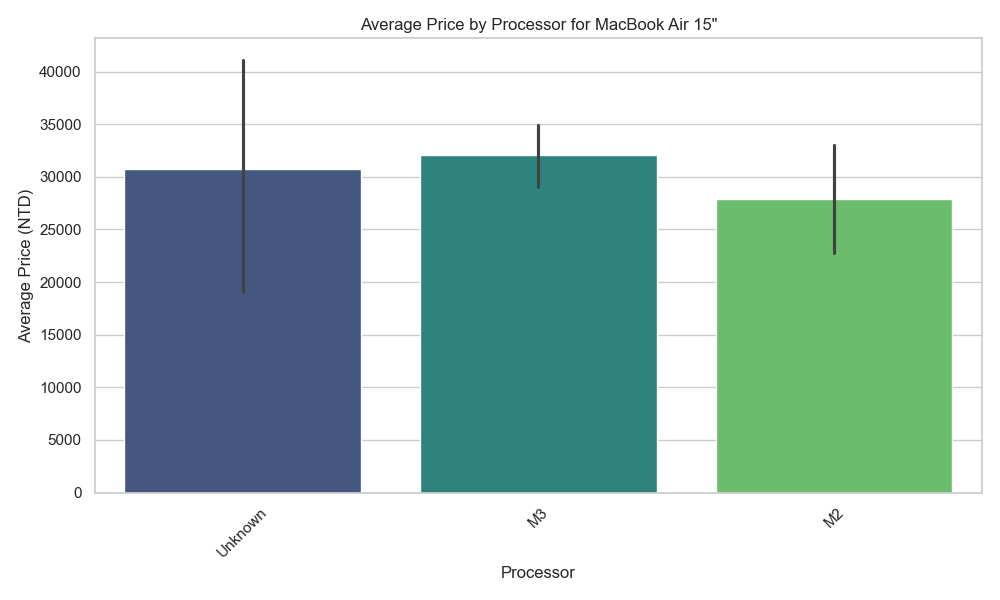 Average Price by Processor for MacBook Air 15"
Average Price (NTD)
40000
35000
30000
25000
20000
15000
10000
5000
0
Unknown
M3
M2
Processor